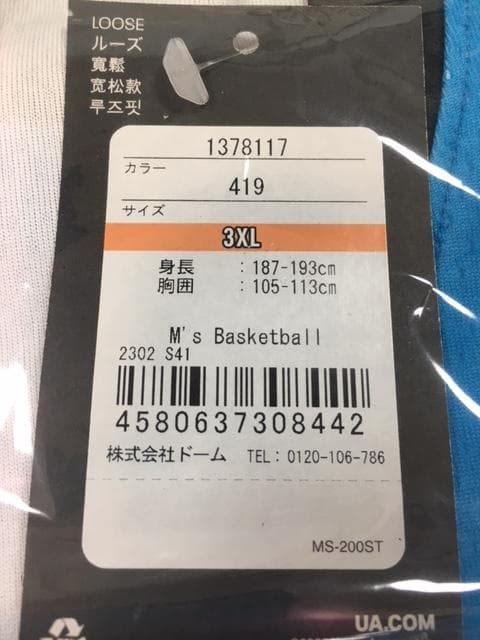 LOOSE
ルーズ
寬鬆
宽松款
루즈핏
1378117
カラー
419
サイズ
3XL
身長 : 187-193cm
胸囲 : 105-113cm
M's Basketball
2302 S41
4580637308442
株式会社ドーム TEL: 0120-106-786
MS-200ST
UA.COM